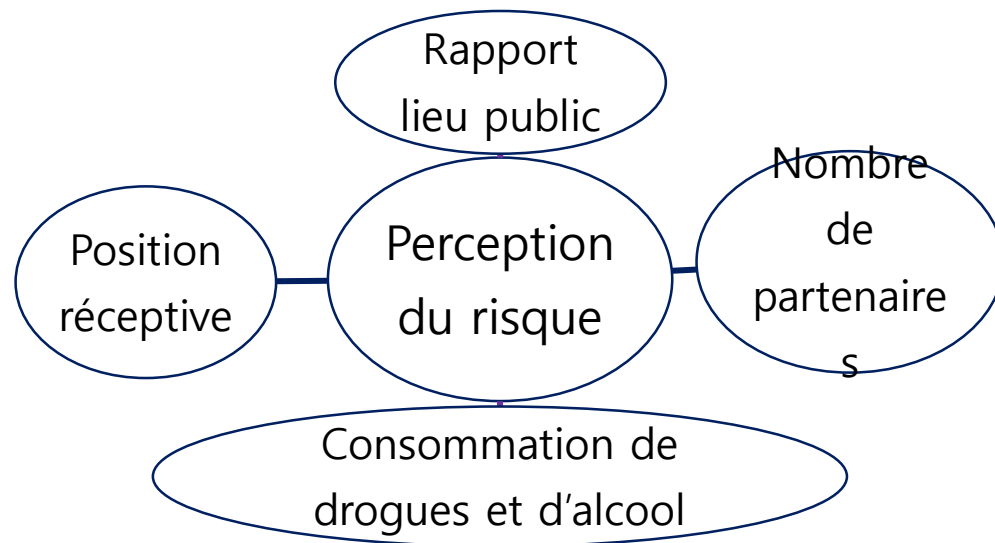 Rapport
lieu public
Nombre
de
partenaire
s
Perception
du risque
Position
réceptive
Consommation de
drogues et d’alcool